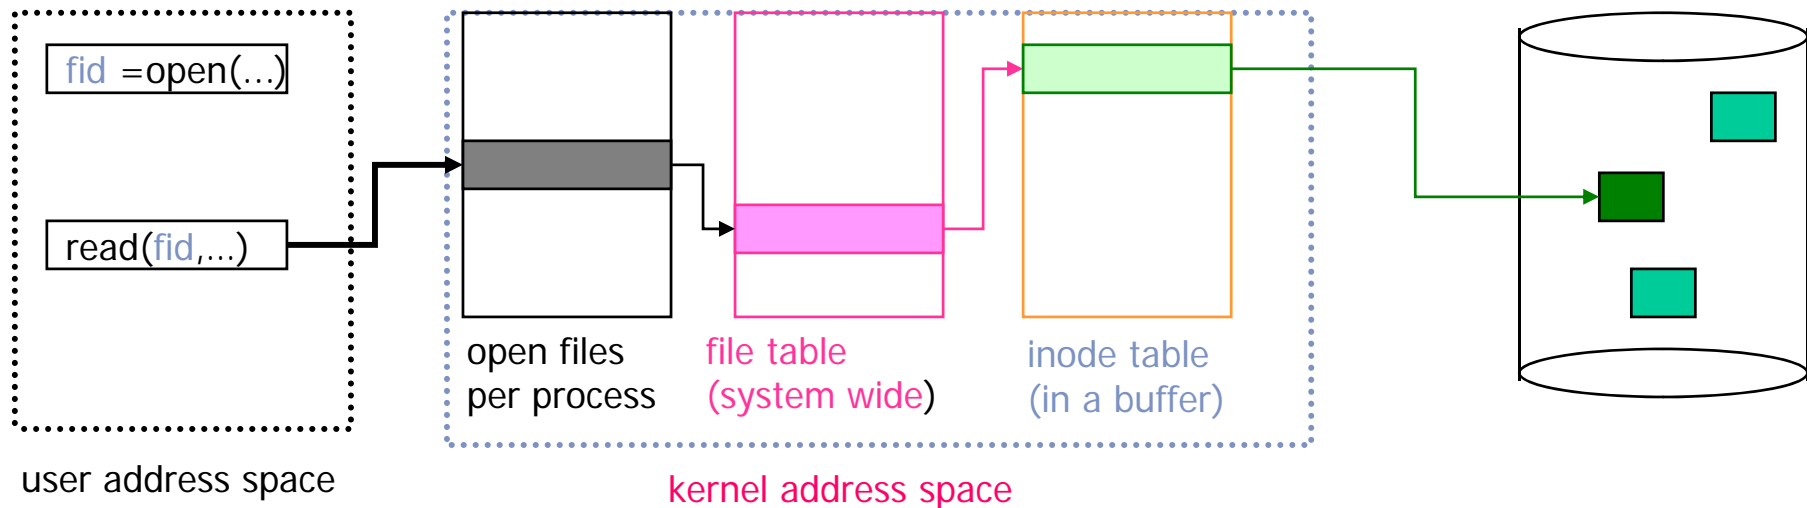 fid =open(...)
read(fid,...)
open files
per process
file table
(system wide)
inode table
(in a buffer)
user address space
kernel address space